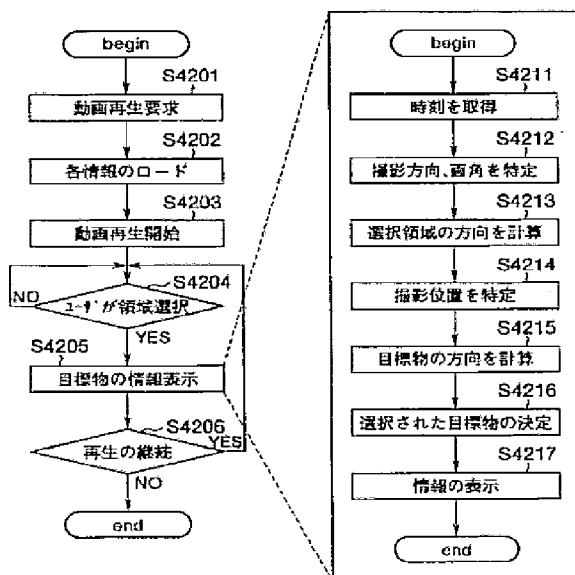 begin
S4201
動画再生要求
S4202
各情報のロード
S4203
動画再生開始
S4204
ユーザが領域選択
NO
YES
S4205
目標物の情報表示
S4206
再生の継続
YES
NO
end
begin
S4211
時刻を取得
S4212
撮影方向、画角を特定
S4213
選択領域の方向を計算
S4214
撮影位置を特定
S4215
目標物の方向を計算
S4216
選択された目標物の決定
S4217
情報の表示
end